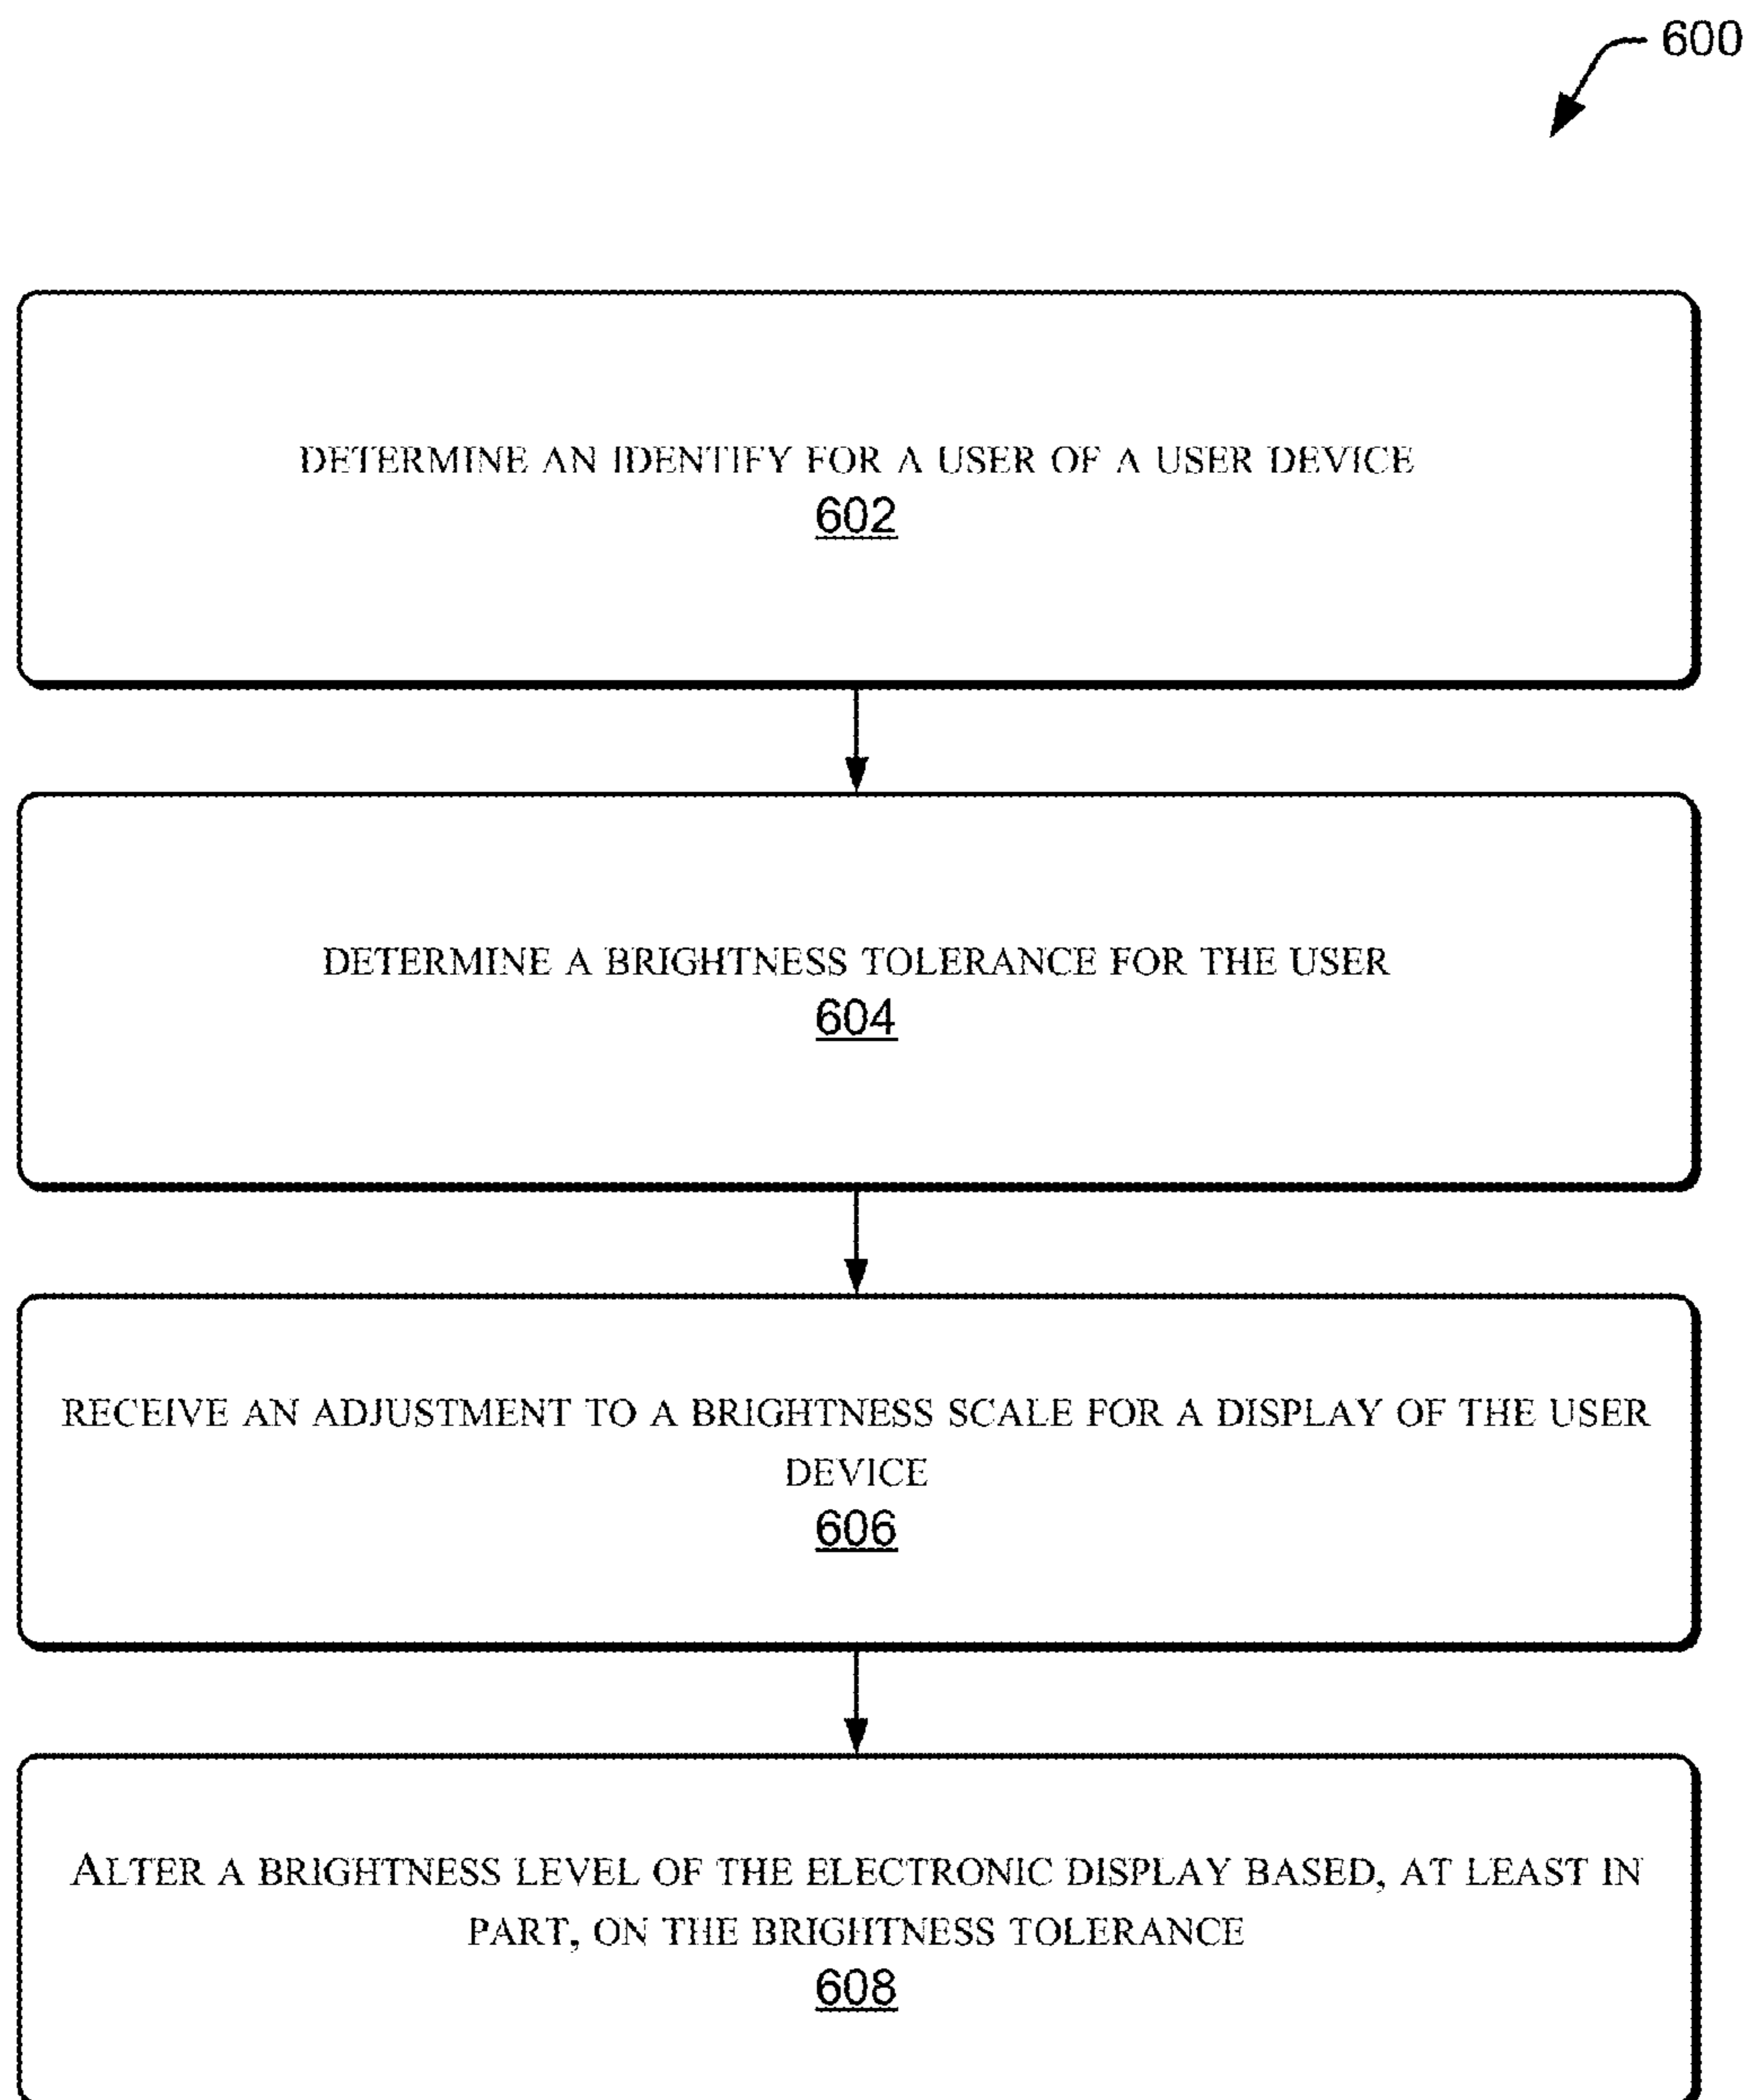 600
DETERMINE AN IDENTIFY FOR A USER OF A USER DEVICE
602
DETERMINE A BRIGHTNESS TOLERANCE FOR THE USER
604
RECEIVE AN ADJUSTMENT TO A BRIGHTNESS SCALE FOR A DISPLAY OF THE USER
DEVICE
606
ALTER A BRIGHTNESS LEVEL OF THE ELECTRONIC DISPLAY BASED, AT LEAST IN
PART, ON THE BRIGHTNESS TOLERANCE
608